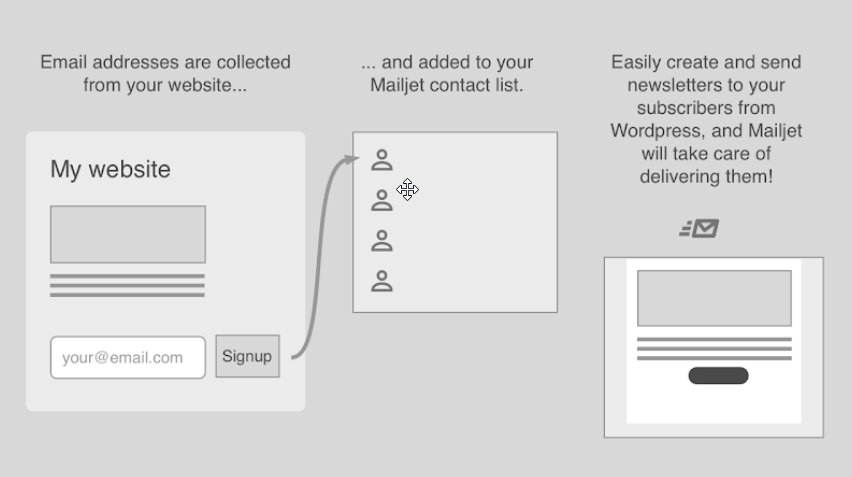 Email addresses are collected
from your website...
... and added to your
Mailjet contact list.
Easily create and send
newsletters to your
subscribers from
Wordpress, and Mailjet
will take care of
delivering them!
My website
your@email.com
Signup